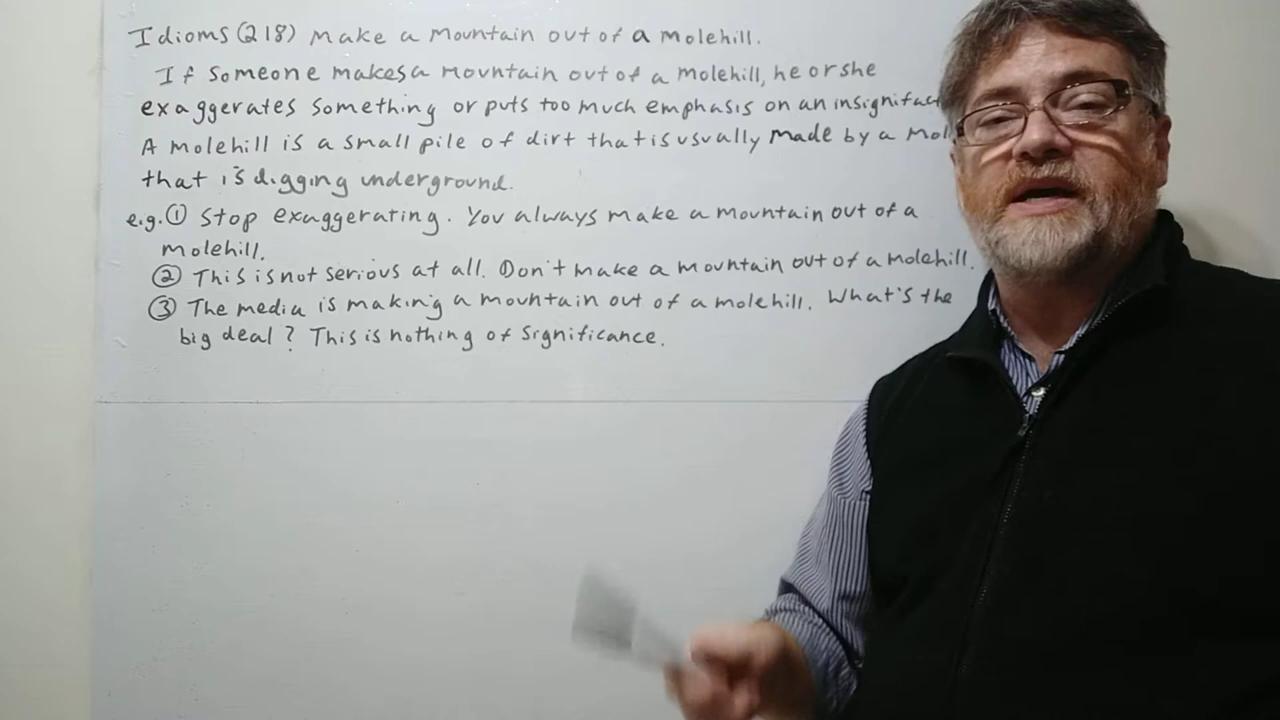 Idioms (218) Make a Mountain out of a molehill.
If someone makes a Mountain out of a molehill, he or she
exaggerates something or puts too much emphasis on an
A molehill is a small pile of dirt that is usually made by a
that is digging underground.
e.g. ① Stop exaggerating. You always make a mountain out of a
molehill.
② This is not serious at all. Don't make a mountain out of a molehill.
③ The media is making a mountain out of a molehill. What's the
big deal? This is nothing of significance.